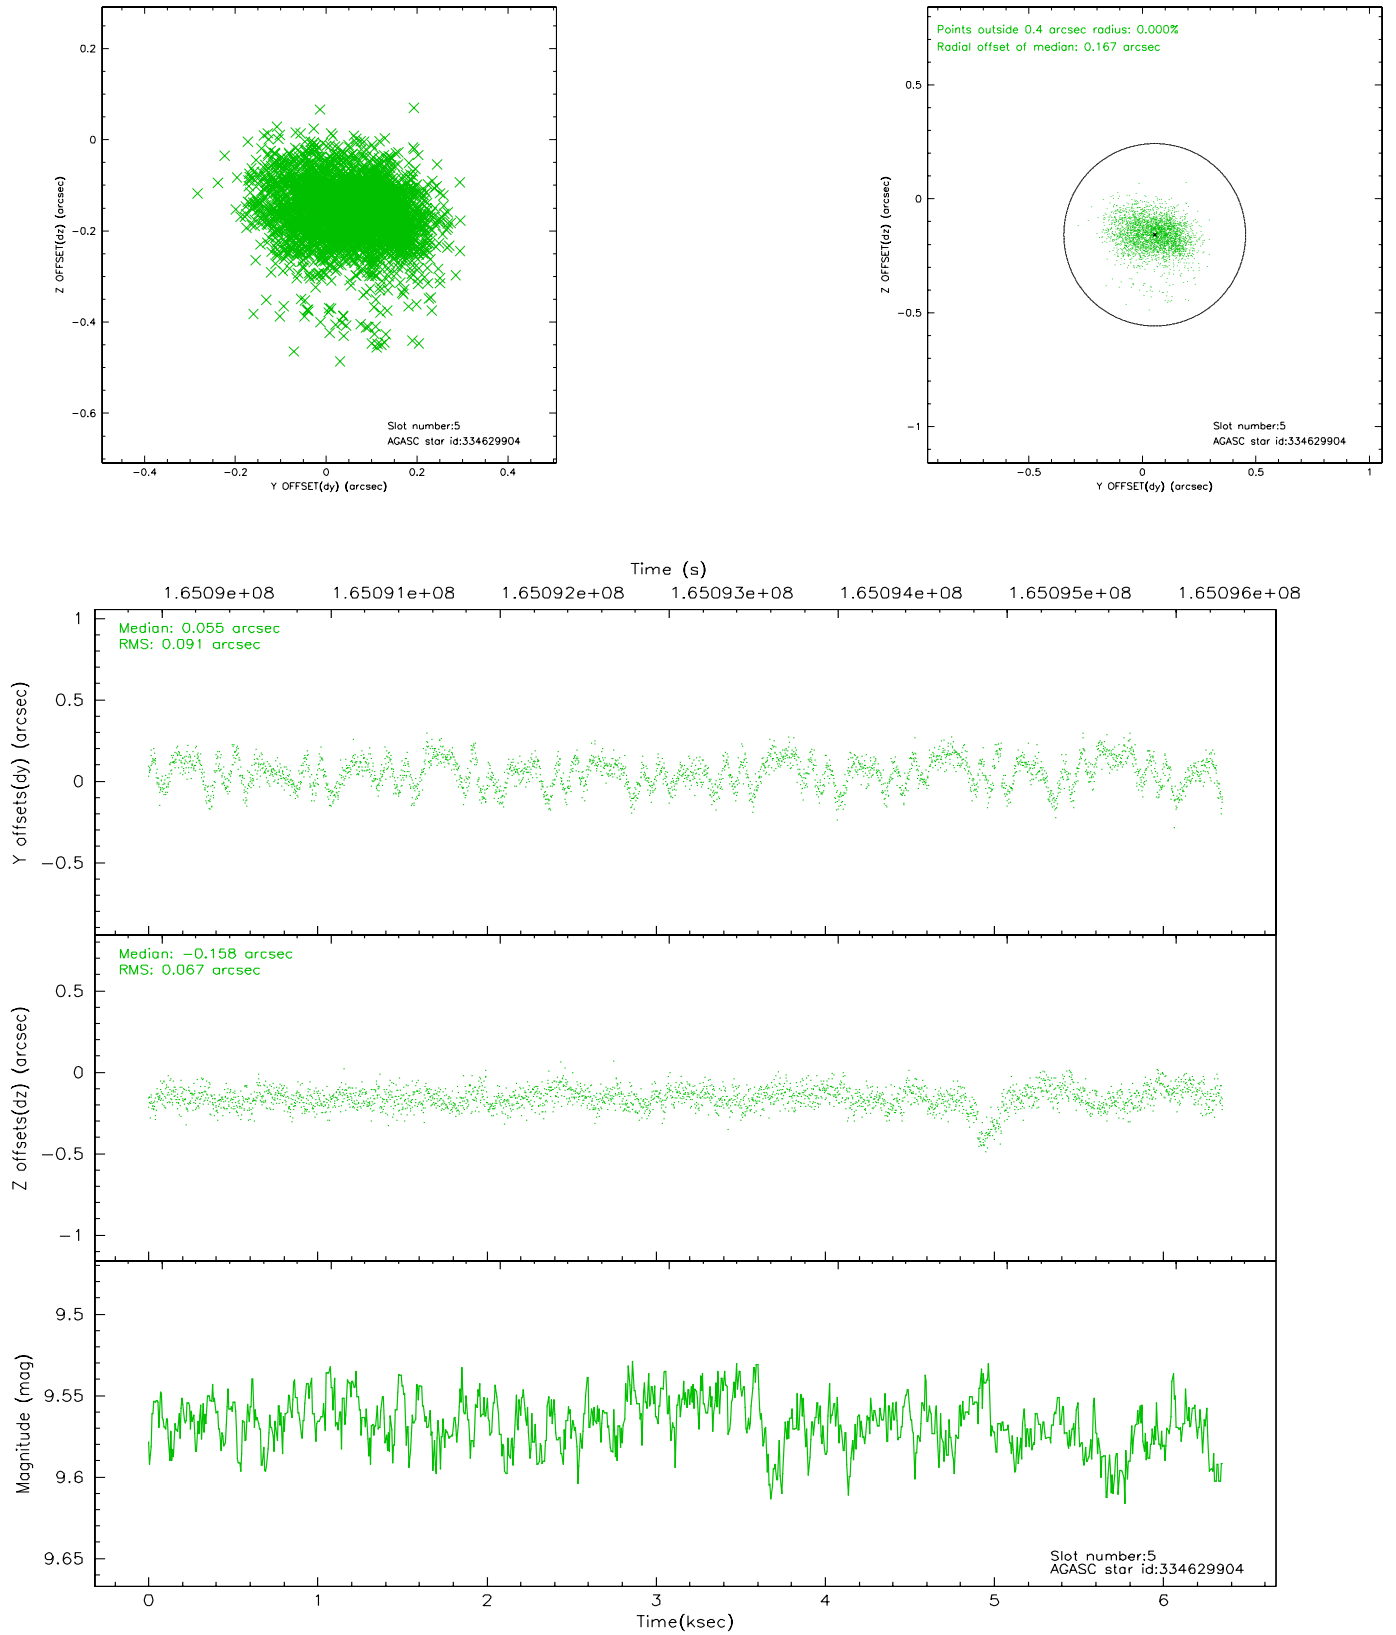 0.2
0
−0.2
−0.4
−0.6
Z OFFSET(dz) (arcsec)
Slot number:5
AGASC star id:334629904
−0.4 −0.2 0 0.2 0.4
Y OFFSET(dy) (arcsec)
Points outside 0.4 arcsec radius: 0.000%
Radial offset of median: 0.167 arcsec
0.5
0
−0.5
−1
Z OFFSET(dz) (arcsec)
Slot number:5
AGASC star id:334629904
−0.5 0 0.5 1
Y OFFSET(dy) (arcsec)
Time (s)
1.6509e+08 1.65091e+08 1.65092e+08 1.65093e+08 1.65094e+08 1.65095e+08 1.65096e+08
Median: 0.055 arcsec
RMS: 0.091 arcsec
1
0.5
0
−0.5
Y offsets(dy) (arcsec)
Median: −0.158 arcsec
RMS: 0.067 arcsec
0.5
0
−0.5
−1
Z offsets(dz) (arcsec)
9.5
9.55
9.6
9.65
Magnitude (mag)
Slot number:5
AGASC star id:334629904
0 1 2 3 4 5 6
Time(ksec)